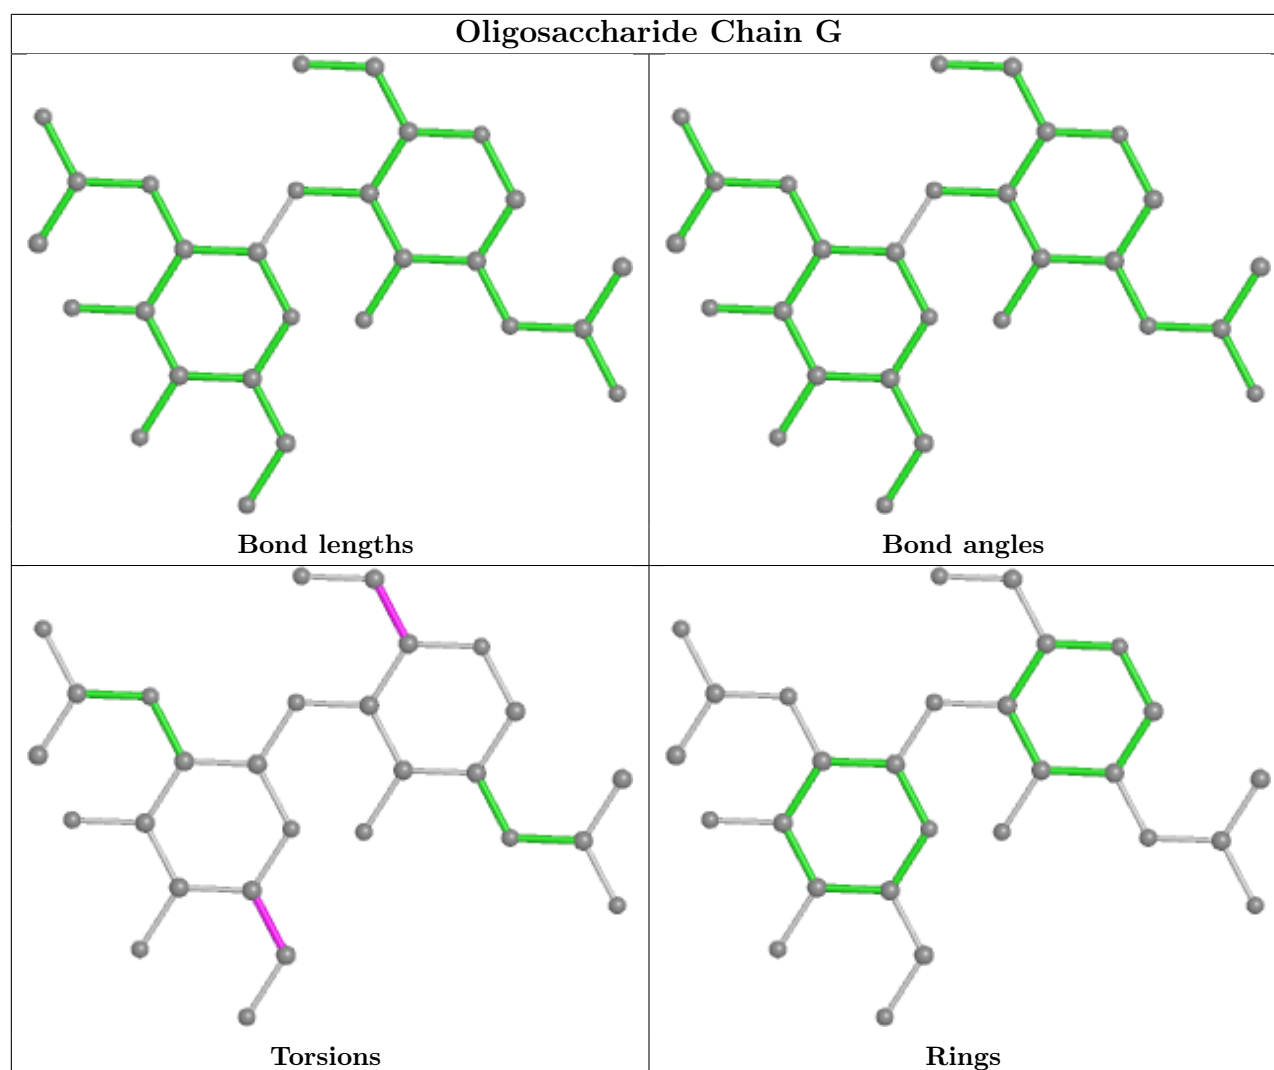 Oligosaccharide Chain G
Bond lengths
Bond angles
Torsions
Rings